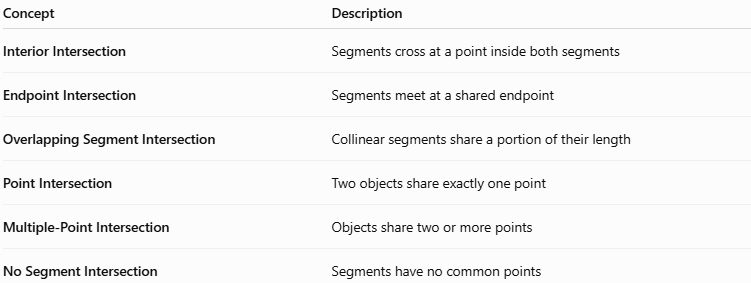 Concept Description
Interior Intersection Segments cross at a point inside both segments
Endpoint Intersection Segments meet at a shared endpoint
Overlapping Segment Intersection Collinear segments share a portion of their length
Point Intersection Two objects share exactly one point
Multiple-Point Intersection Objects share two or more points
No Segment Intersection Segments have no common points